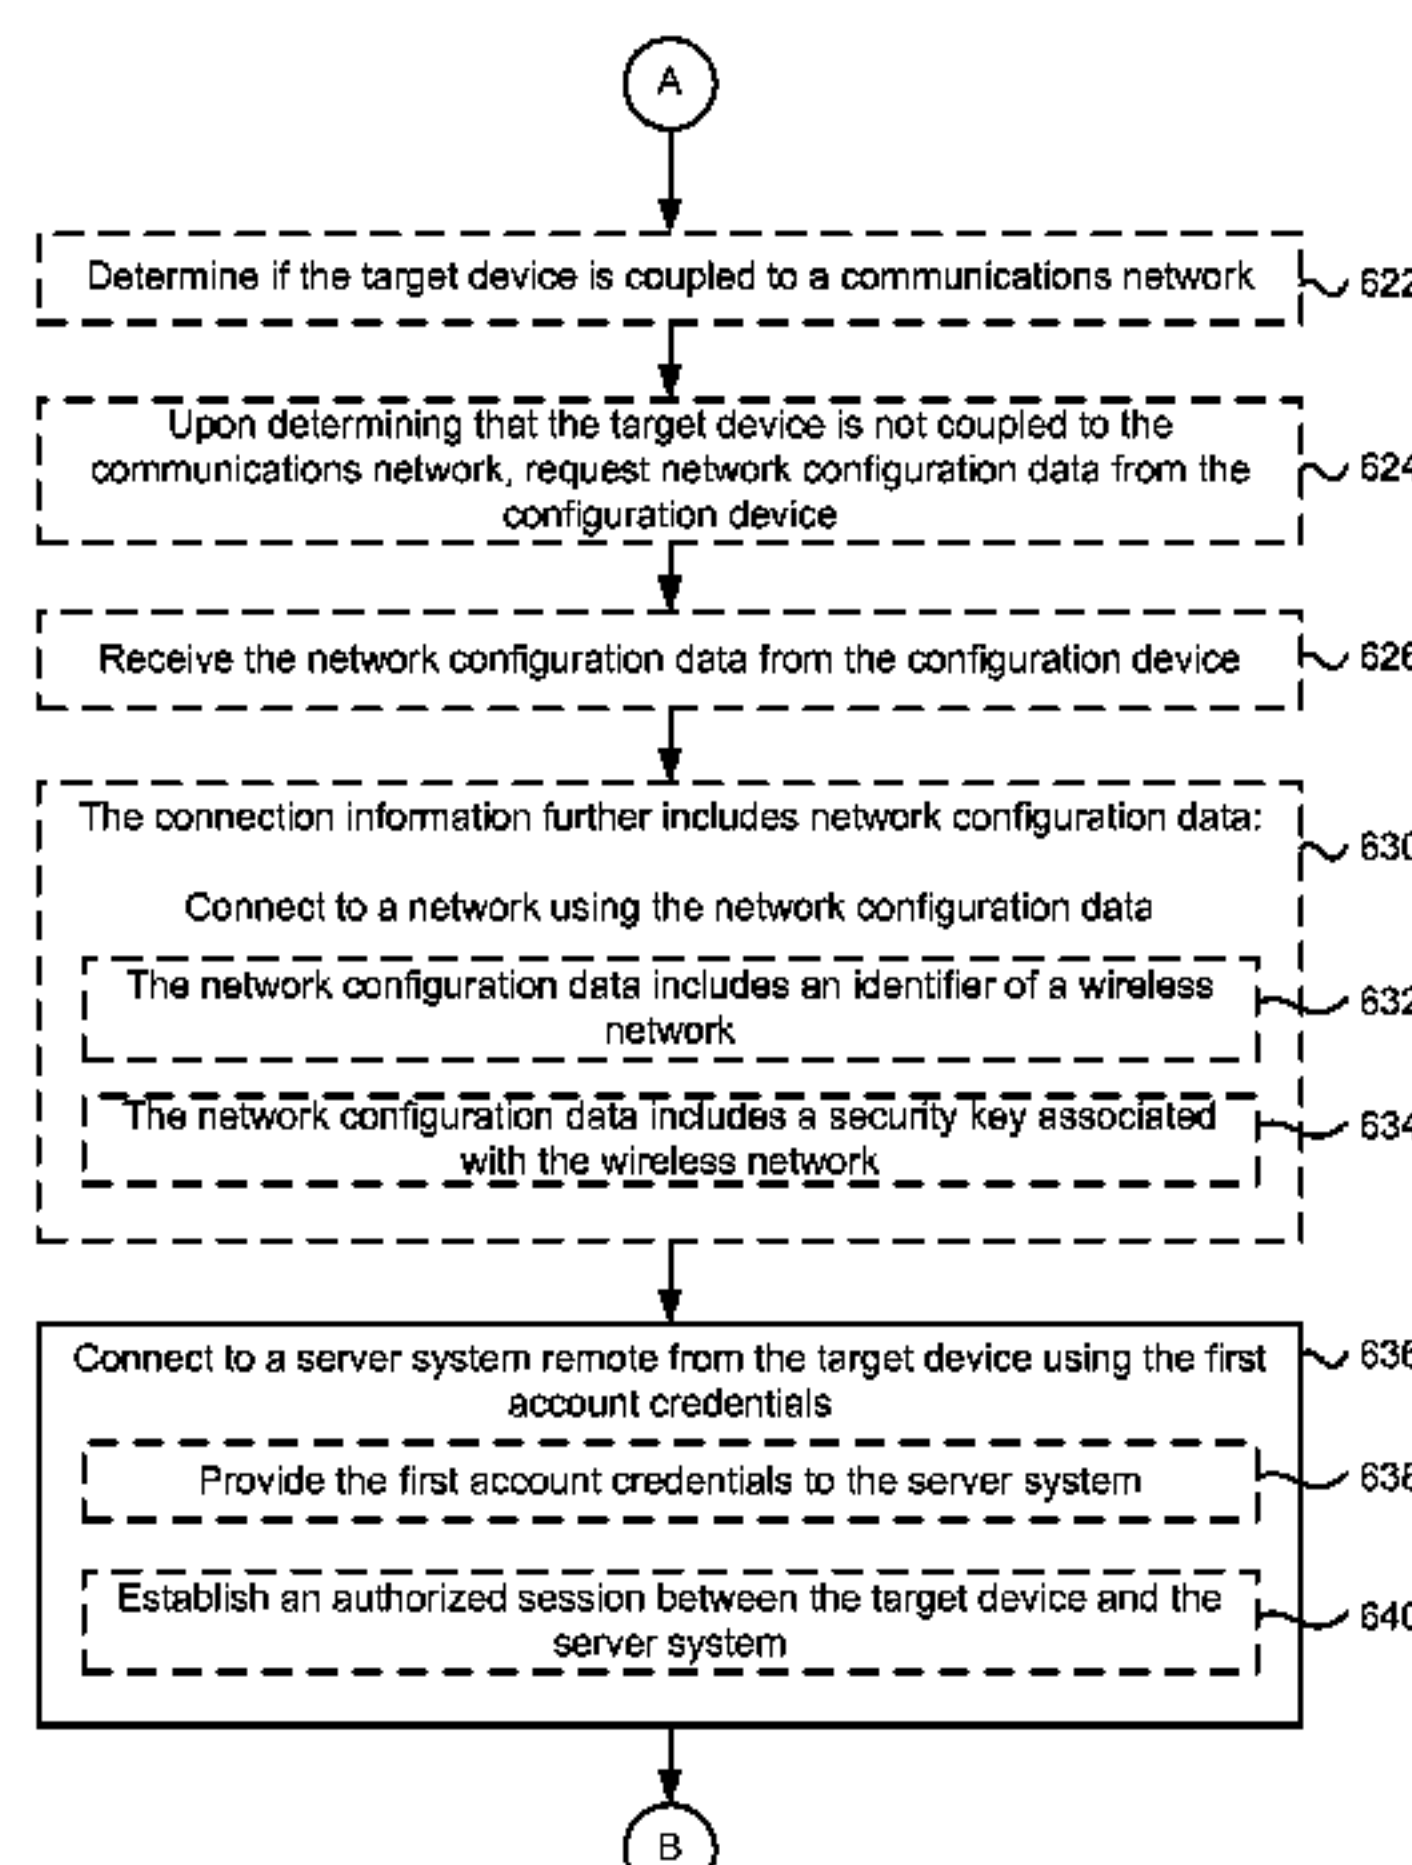 A
Determine if the target device is coupled to a communications network
622
Upon determining that the target device is not coupled to the
communications network, request network configuration data from the
configuration device
624
Receive the network configuration data from the configuration device
626
The connection information further includes network configuration data:
630
Connect to a network using the network configuration data
The network configuration data includes an identifier of a wireless
network
632
The network configuration data includes a security key associated
with the wireless network
634
Connect to a server system remote from the target device using the first
account credentials
636
Provide the first account credentials to the server system
638
Establish an authorized session between the target device and the
server system
640
B